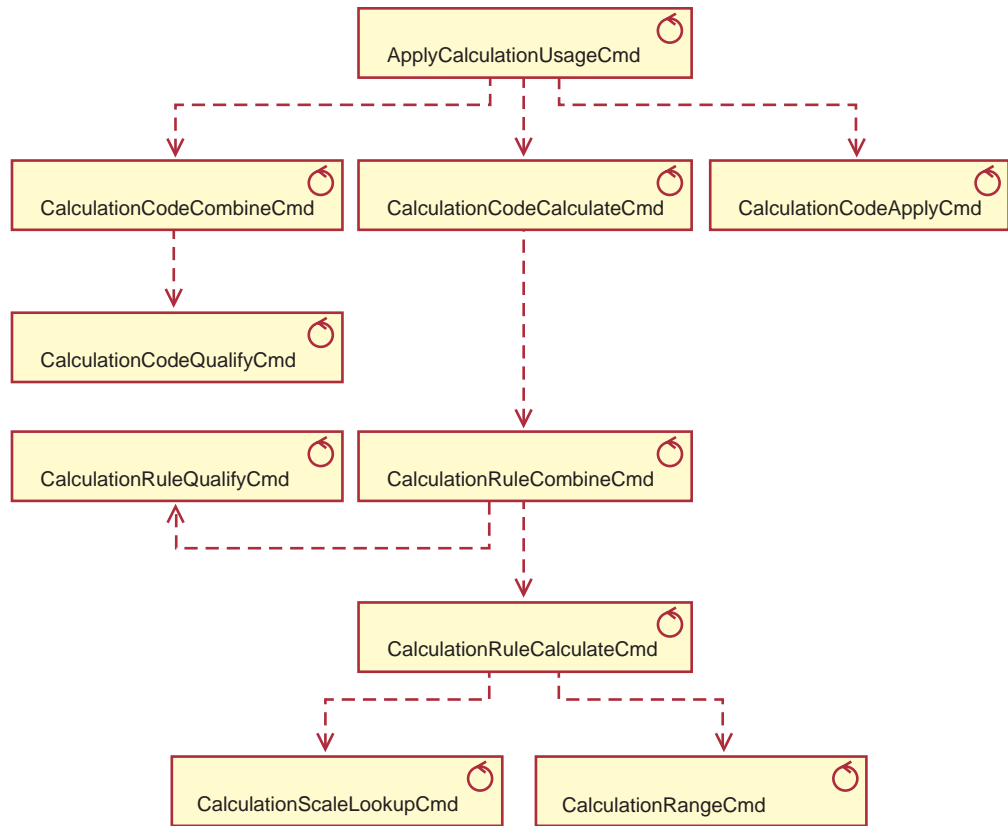 ApplyCalculationUsageCmd
CalculationCodeCombineCmd
CalculationCodeCalculateCmd
CalculationCodeApplyCmd
CalculationCodeQualifyCmd
CalculationRuleQualifyCmd
CalculationRuleCombineCmd
CalculationRuleCalculateCmd
CalculationScaleLookupCmd
CalculationRangeCmd